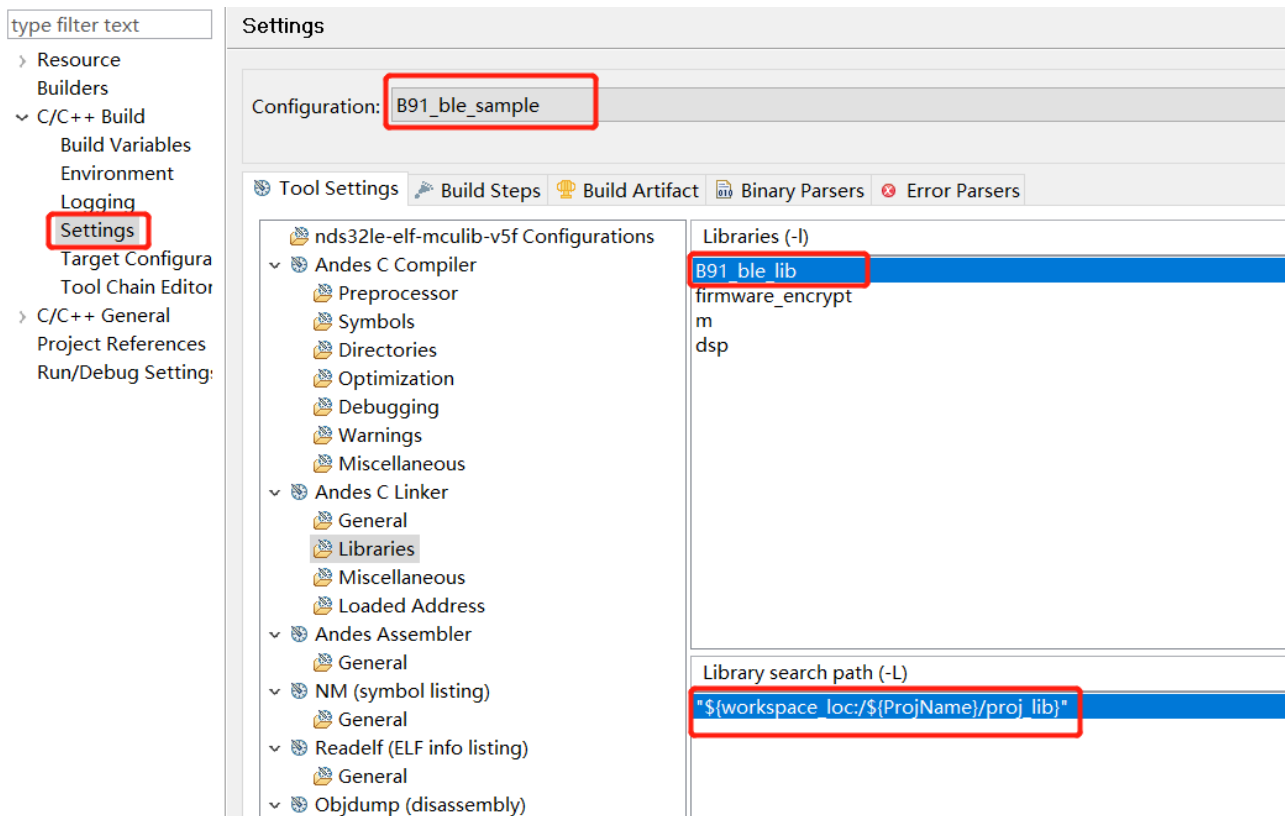 type filter text
Resource
Builders
C/C++ Build
Build Variables
Environment
Logging
Settings
Target Configura
Tool Chain Editor
C/C++ General
Project References
Run/Debug Setting
Settings
Configuration: B91_ble_sample
Tool Settings Build Steps Build Artifact Binary Parsers Error Parsers
nds32le-elf-mculib-v5f Configurations
Andes C Compiler
Preprocessor
Symbols
Directories
Optimization
Debugging
Warnings
Miscellaneous
Andes C Linker
General
Libraries
Miscellaneous
Loaded Address
Andes Assembler
General
NM (symbol listing)
General
Readelf (ELF info listing)
General
Objdump (disassembly)
Libraries (-l)
B91_ble_lib
firmware_encrypt
m
dsp
Library search path (-L)
"${workspace_loc:/${ProjName}/proj_lib}"